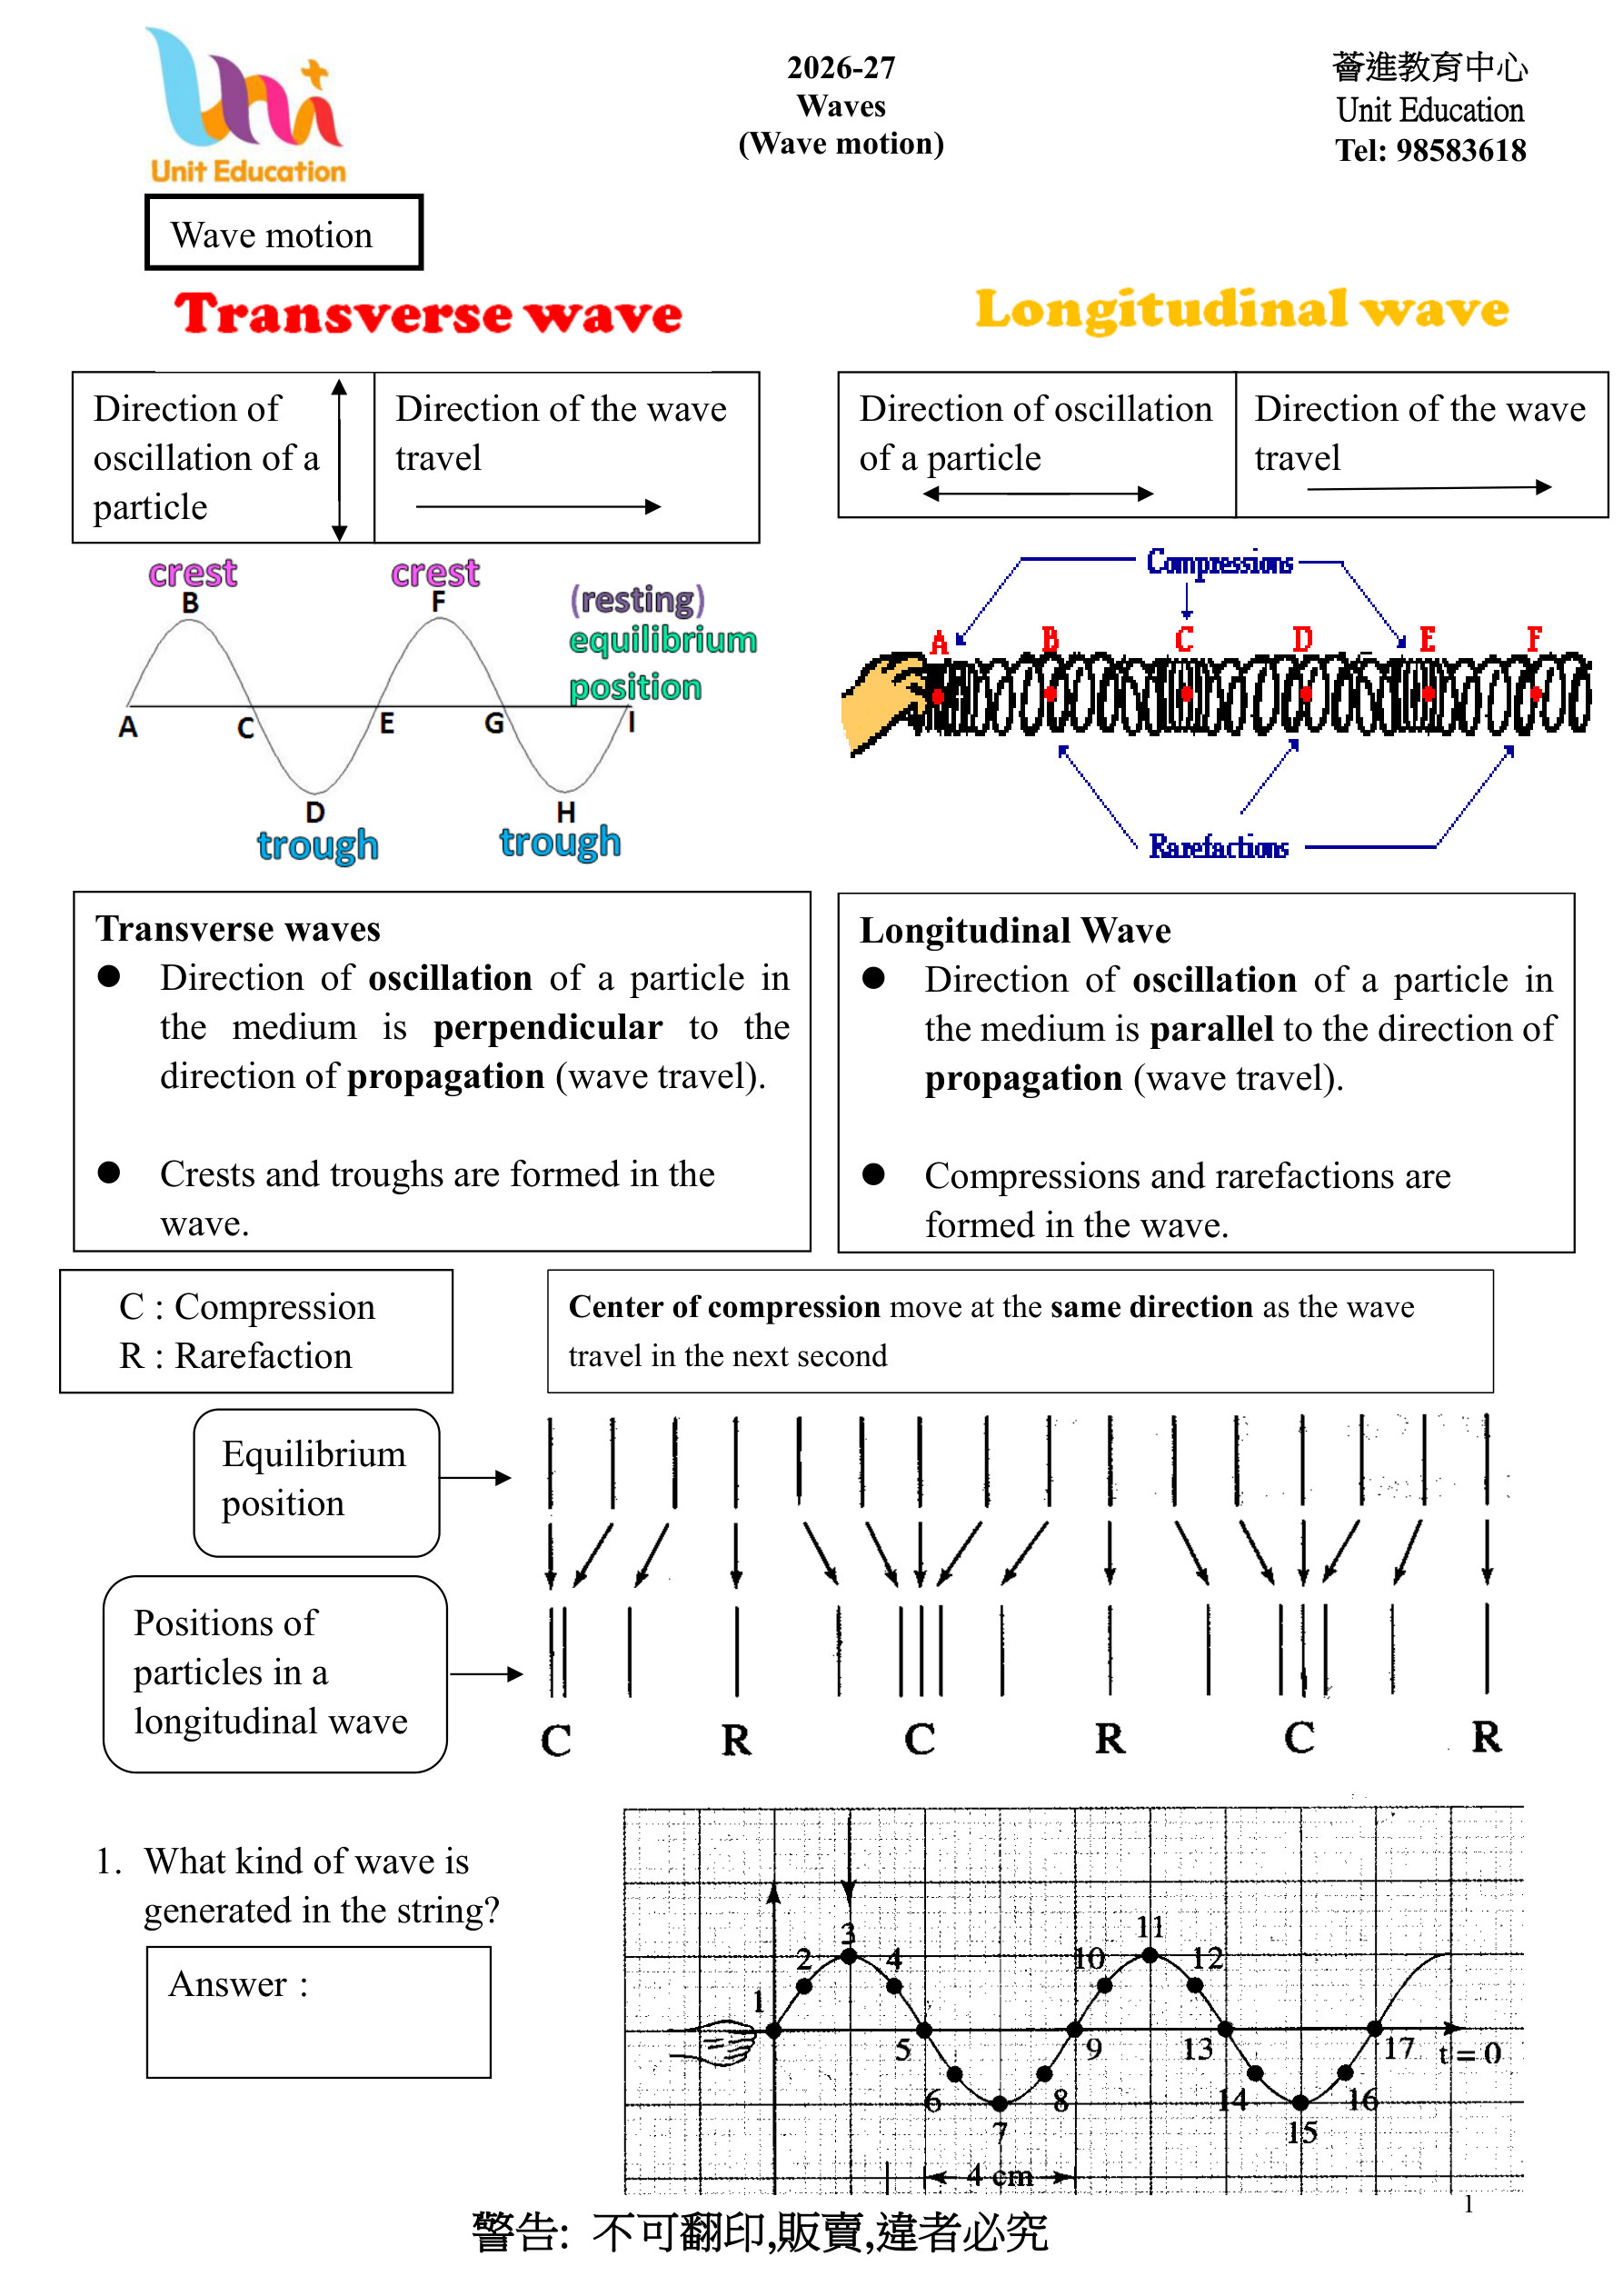 Uni+
Unit Education
2026-27
Waves
(Wave motion)
薈進教育中心
Unit Education
Tel: 98583618
Wave motion
Transverse wave
Longitudinal wave
Direction of
oscillation of a
particle
Direction of the wave
travel
Direction of oscillation
of a particle
Direction of the wave
travel
crest
crest
B
F
(resting)
equilibrium
position
A
C
E
G
I
D
H
trough
trough
Compressions
A
B
C
D
E
F
Rarefactions
Transverse waves
● Direction of oscillation of a particle in
the medium is perpendicular to the
direction of propagation (wave travel).
● Crests and troughs are formed in the
wave.
Longitudinal Wave
● Direction of oscillation of a particle in
the medium is parallel to the direction of
propagation (wave travel).
● Compressions and rarefactions are
formed in the wave.
C : Compression
R : Rarefaction
Center of compression move at the same direction as the wave
travel in the next second
Equilibrium
position
Positions of
particles in a
longitudinal wave
C R C R C R
1. What kind of wave is
generated in the string?
Answer :
1
2
3
4
5
6
7
8
9
10
11
12
13
14
15
16
17
t = 0
4 cm
1
警告: 不可翻印,販賣,違者必究